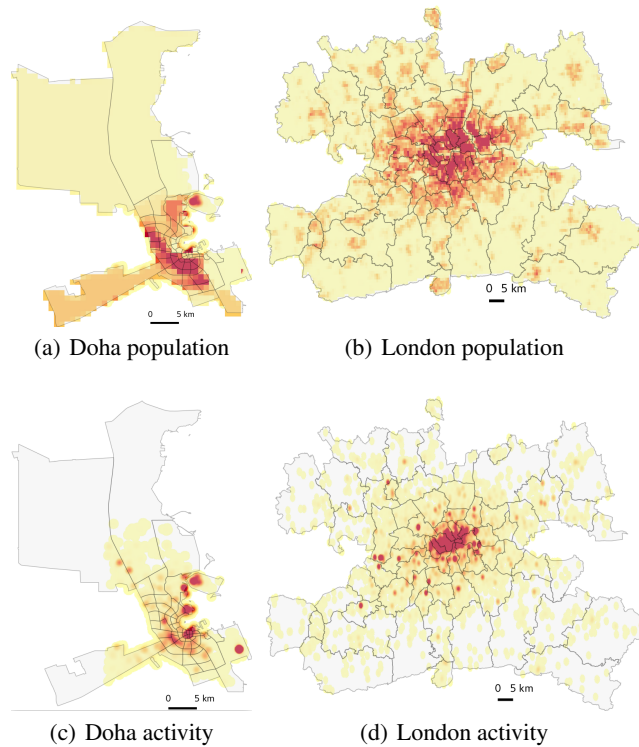 0 5 km
0 5 km
(a) Doha population
(b) London population
0 5 km
0 5 km
(c) Doha activity
(d) London activity